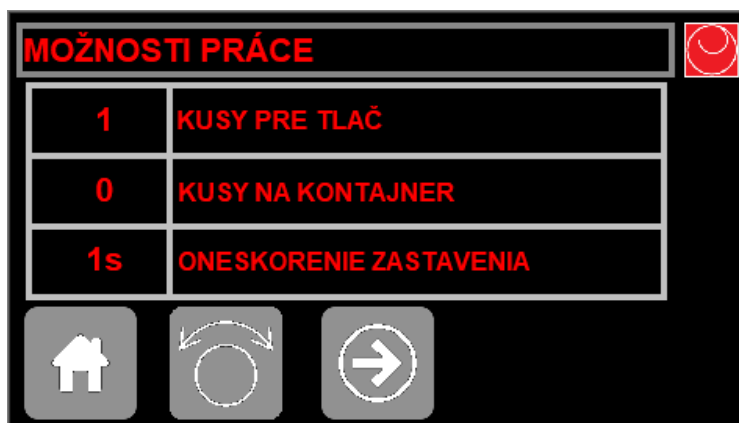 MOŽNOSTI PRÁCE
1 KUSY PRE TLAČ
0 KUSY NA KONTAJNER
1s ONESKORENIE ZASTAVENIA